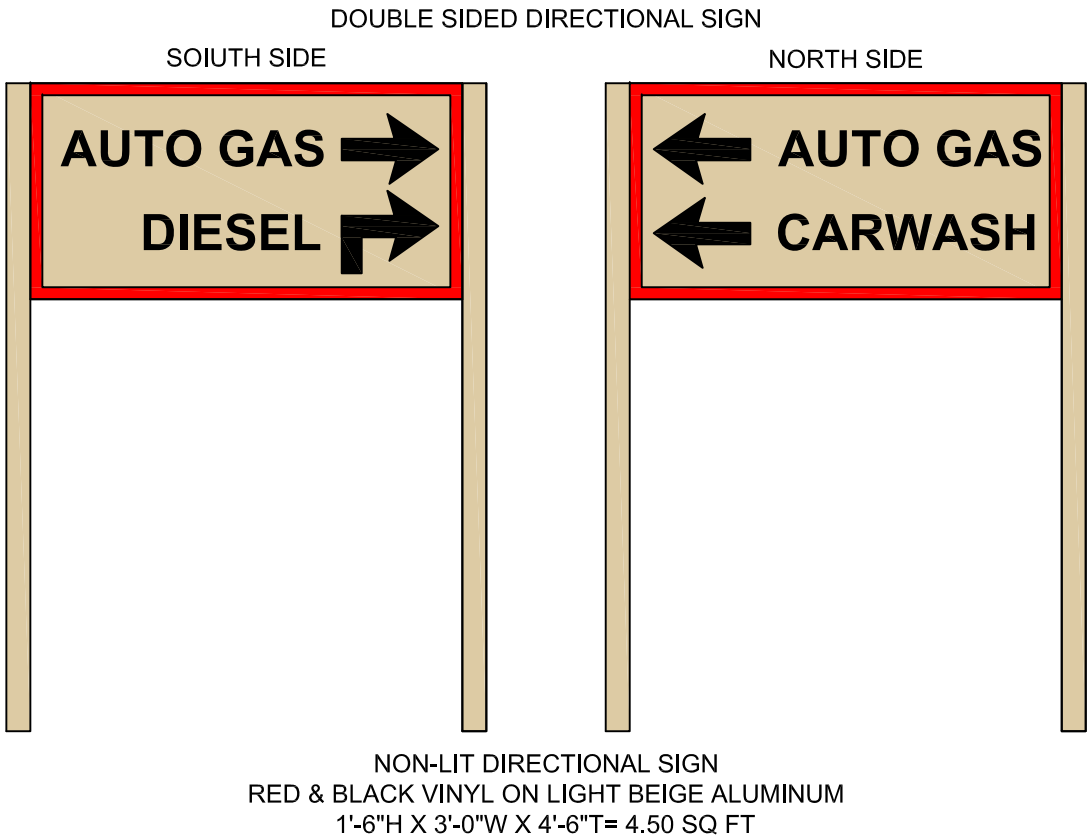 DOUBLE SIDED DIRECTIONAL SIGN
SOIUTH SIDE
AUTO GAS
DIESEL
NORTH SIDE
AUTO GAS
CARWASH
NON-LIT DIRECTIONAL SIGN
RED & BLACK VINYL ON LIGHT BEIGE ALUMINUM
1'-6"H X 3'-0"W X 4'-6"T= 4.50 SQ FT